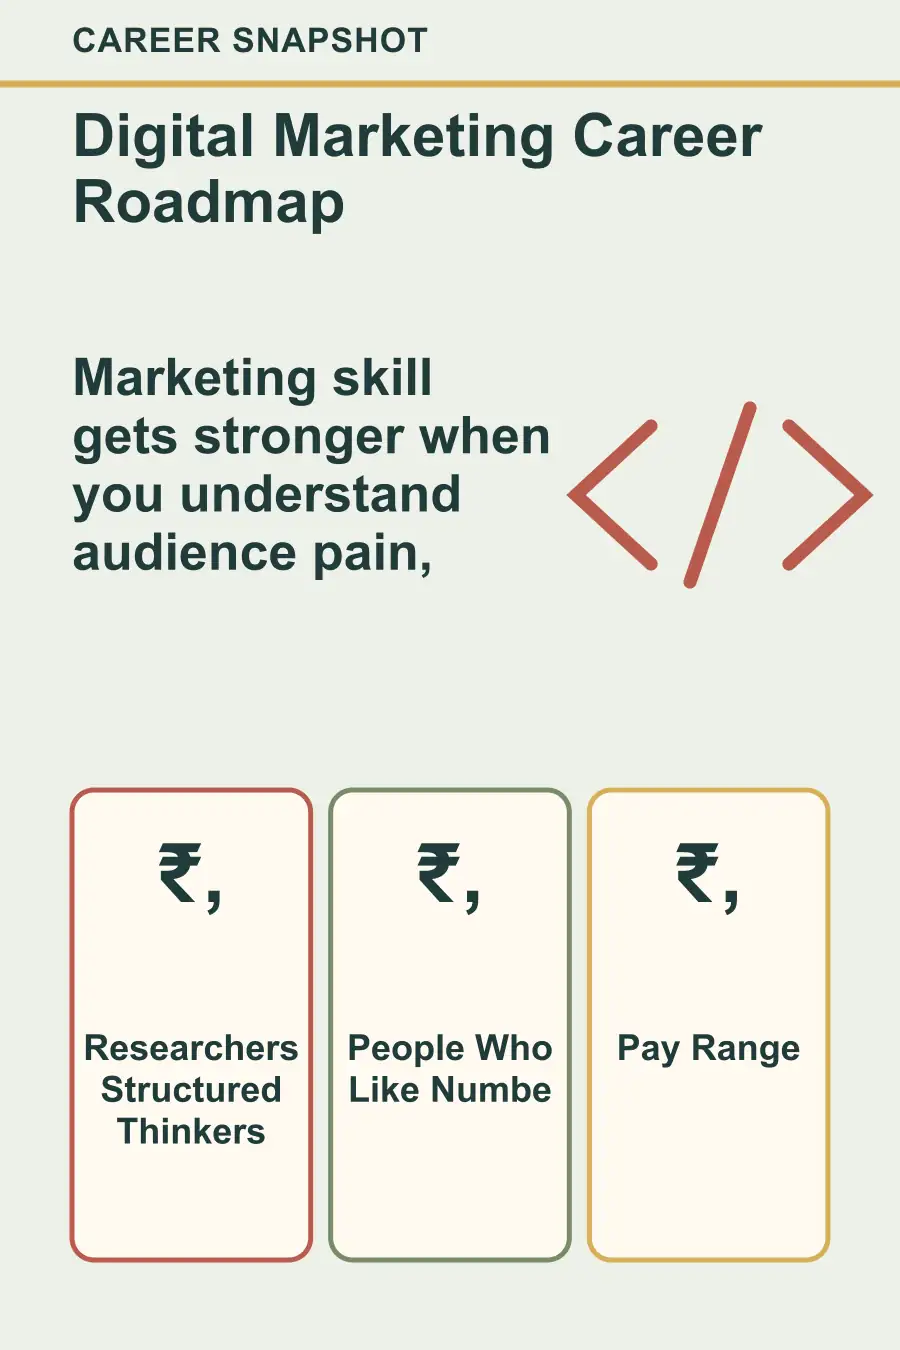 CAREER SNAPSHOT
Digital Marketing Career
Roadmap
Marketing skill
gets stronger when
you understand
audience pain,
</>
₹,
Researchers
Structured
Thinkers
₹,
People Who
Like Numbe
₹,
Pay Range